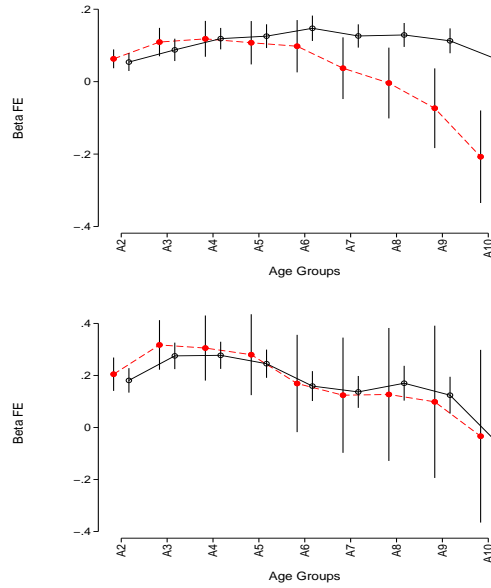 .2
0
−.2
−.4
Beta FE
A2
A3
A4
A5
A6
A7
A8
A9
A10
Age Groups
.4
.2
0
−.2
−.4
Beta FE
A2
A3
A4
A5
A6
A7
A8
A9
A10
Age Groups